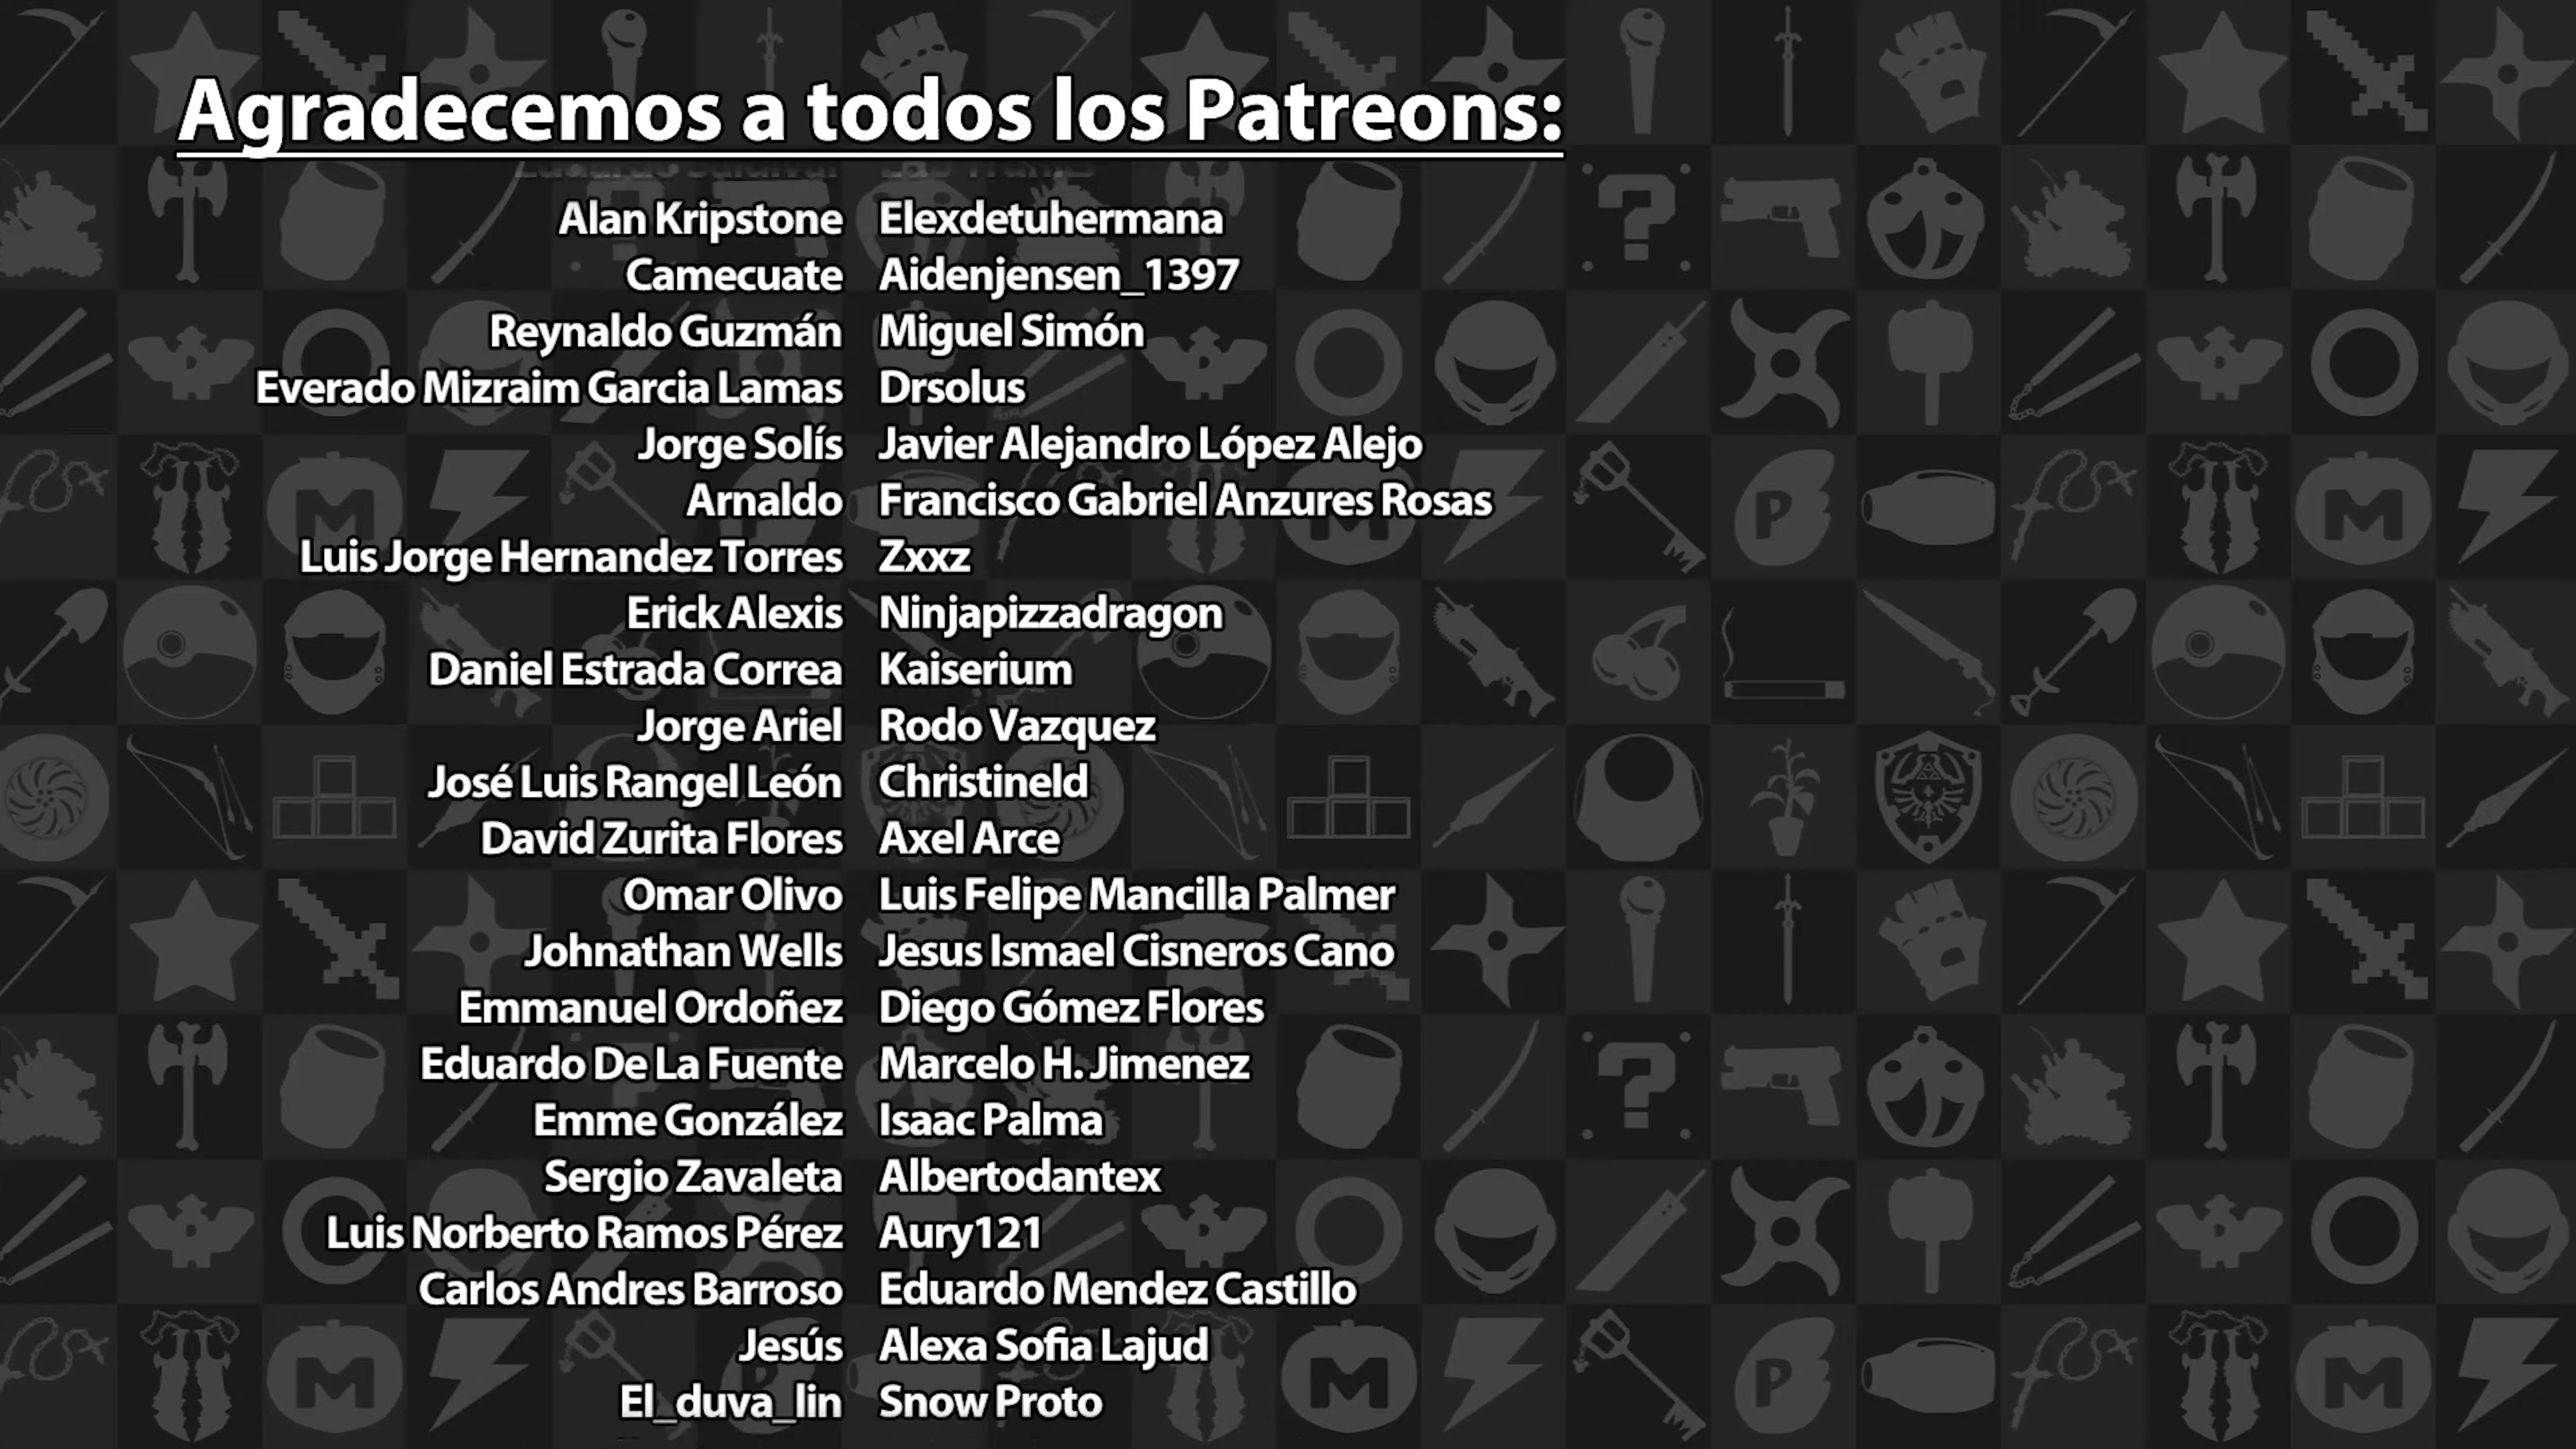 Agradecemos a todos los Patreons:
Alan Kripstone Elexdetuhermana
Camecuate Aidenjensen_1397
Reynaldo Guzmán Miguel Simón
Everado Mizraim Garcia Lamas Drsolus
Jorge Solís Javier Alejandro López Alejo
Arnaldo Francisco Gabriel Anzures Rosas
Luis Jorge Hernandez Torres Zxxz
Erick Alexis Ninjapizzadragon
Daniel Estrada Correa Kaiserium
Jorge Ariel Rodo Vazquez
José Luis Rangel León Christineld
David Zurita Flores Axel Arce
Omar Olivo Luis Felipe Mancilla Palmer
Johnathan Wells Jesus Ismael Cisneros Cano
Emmanuel Ordoñez Diego Gómez Flores
Eduardo De La Fuente Marcelo H. Jimenez
Emme González Isaac Palma
Sergio Zavaleta Albertodantex
Luis Norberto Ramos Pérez Aury121
Carlos Andres Barroso Eduardo Mendez Castillo
Jesús Alexa Sofia Lajud
El_duva_lin Snow Proto